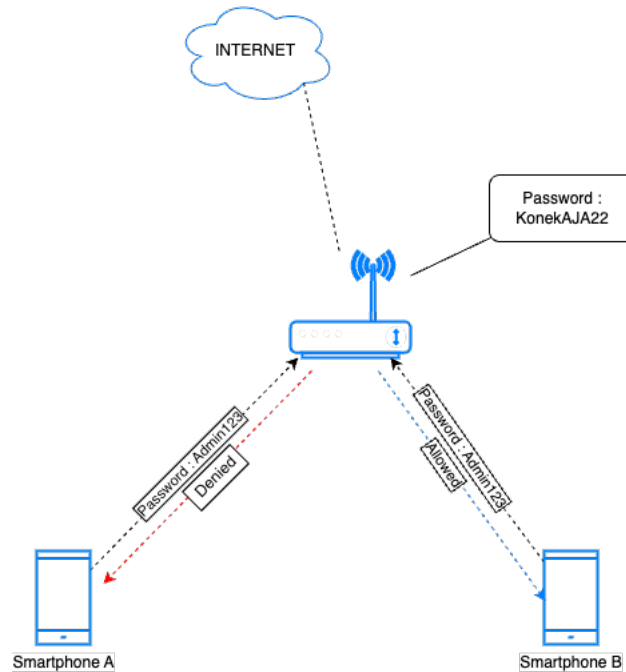 INTERNET
Password :
KonekAJA22
Password : Admin123
Denied
Password : Admin123
Allowed
Smartphone A
Smartphone B